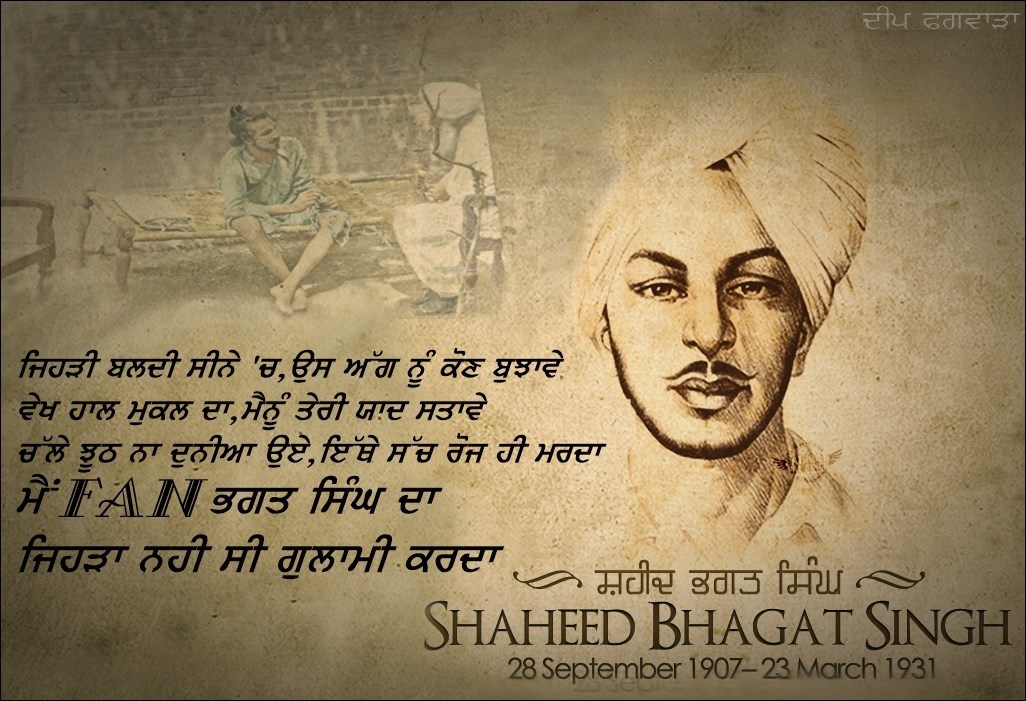 ਦੀਪ ਫਗਵਾੜਾ
ਜਿਹੜੀ ਬਲਦੀ ਸੀਨੇ 'ਚ,ਉਸ ਅੱਗ ਨੂੰ ਕੋਣ ਬੁਝਾਵੇ
ਵੇਖ ਹਾਲ ਮੁਕਲ ਦਾ,ਮੈਨੂੰ ਤੇਰੀ ਯਾਦ ਸਤਾਵੇ
ਚੱਲੇ ਝੂਠ ਨਾ ਦੁਨੀਆ ਉਏ,ਇੱਥੇ ਸੱਚ ਰੋਜ ਹੀ ਮਰਦਾ
ਮੈਂ FAN ਭਗਤ ਸਿੰਘ ਦਾ
ਜਿਹੜਾ ਨਹੀ ਸੀ ਗੁਲਾਮੀ ਕਰਦਾ
ਸ਼ਹੀਦ ਭਗਤ ਸਿੰਘ
SHAHEED BHAGAT SINGH
28 September 1907–23 March 1931